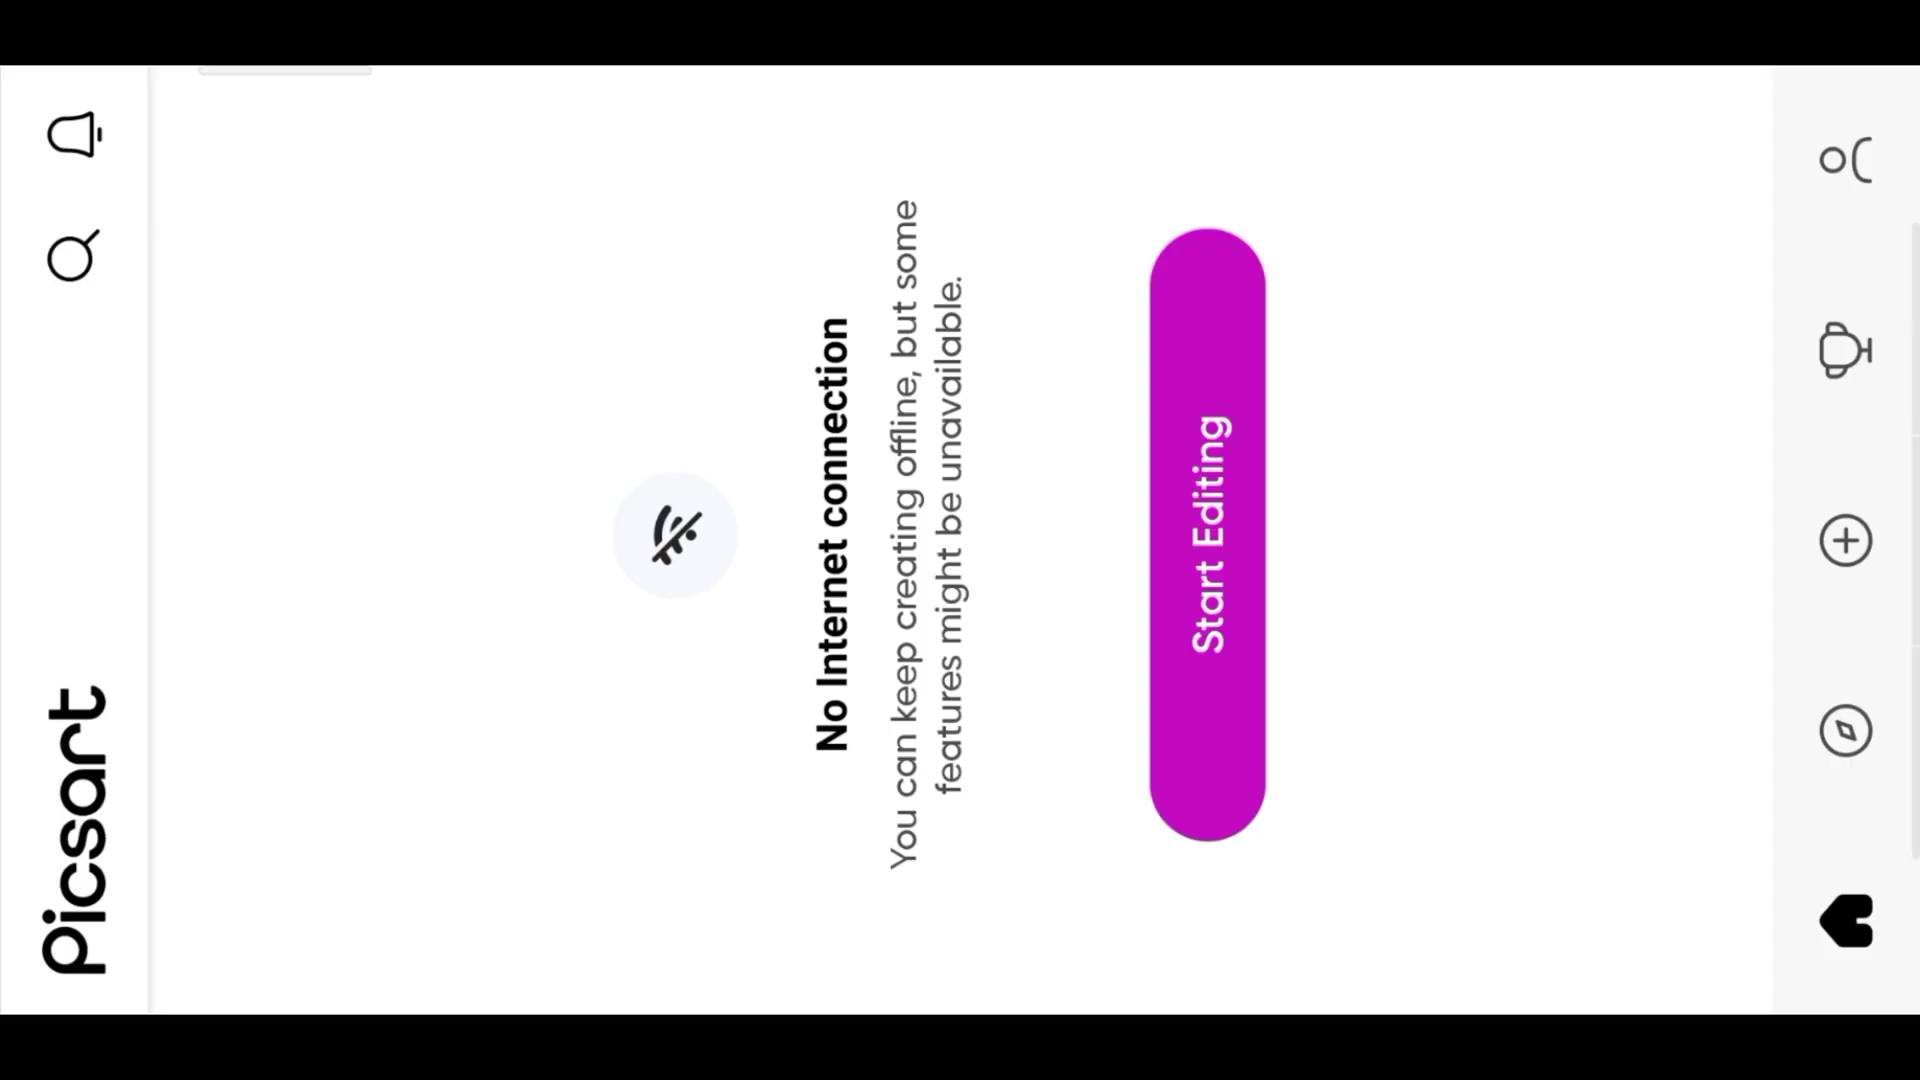 picsart
No Internet connection
You can keep creating offline, but some
features might be unavailable.
Start Editing